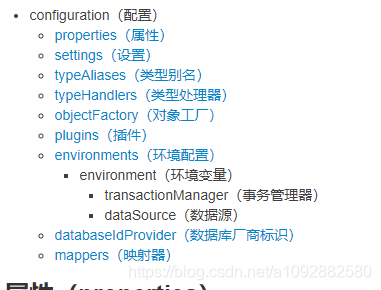 configuration（配置）
properties（属性）
settings（设置）
typeAliases（类型别名）
typeHandlers（类型处理器）
objectFactory（对象工厂）
plugins（插件）
environments（环境配置）
environment（环境变量）
transactionManager（事务管理器）
dataSource（数据源）
databaseIdProvider（数据库厂商标识）
mappers（映射器）
https://blog.csdn.net/a1092882580
属性（properties）